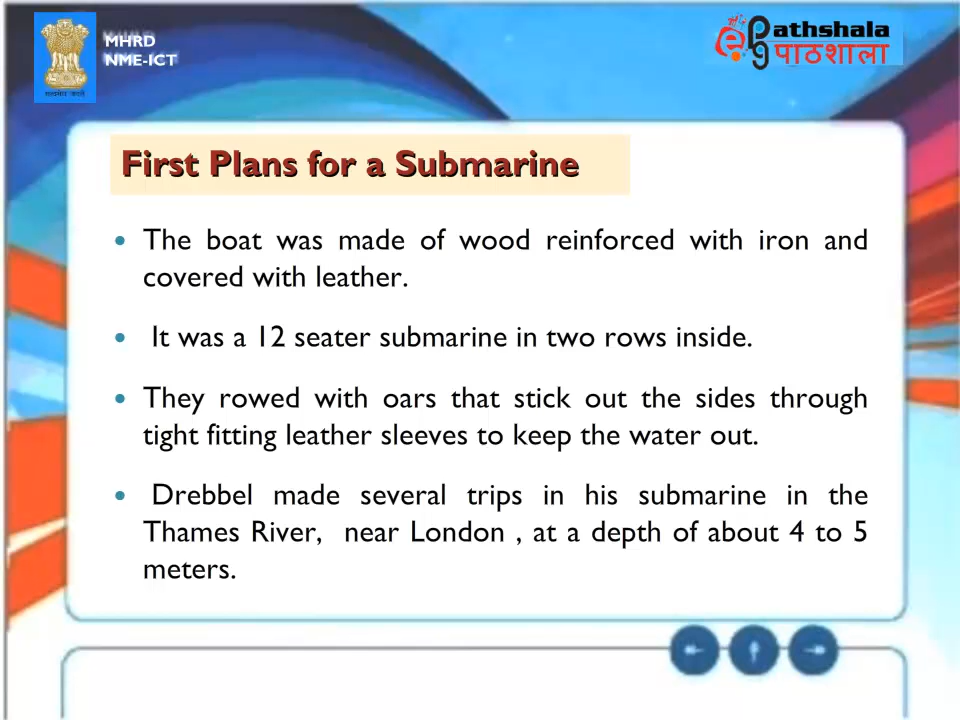 MHRD
NME-ICT
ePG Pathshala
पाठशाला
First Plans for a Submarine
• The boat was made of wood reinforced with iron and
covered with leather.
• It was a 12 seater submarine in two rows inside.
• They rowed with oars that stick out the sides through
tight fitting leather sleeves to keep the water out.
• Drebbel made several trips in his submarine in the
Thames River, near London , at a depth of about 4 to 5
meters.